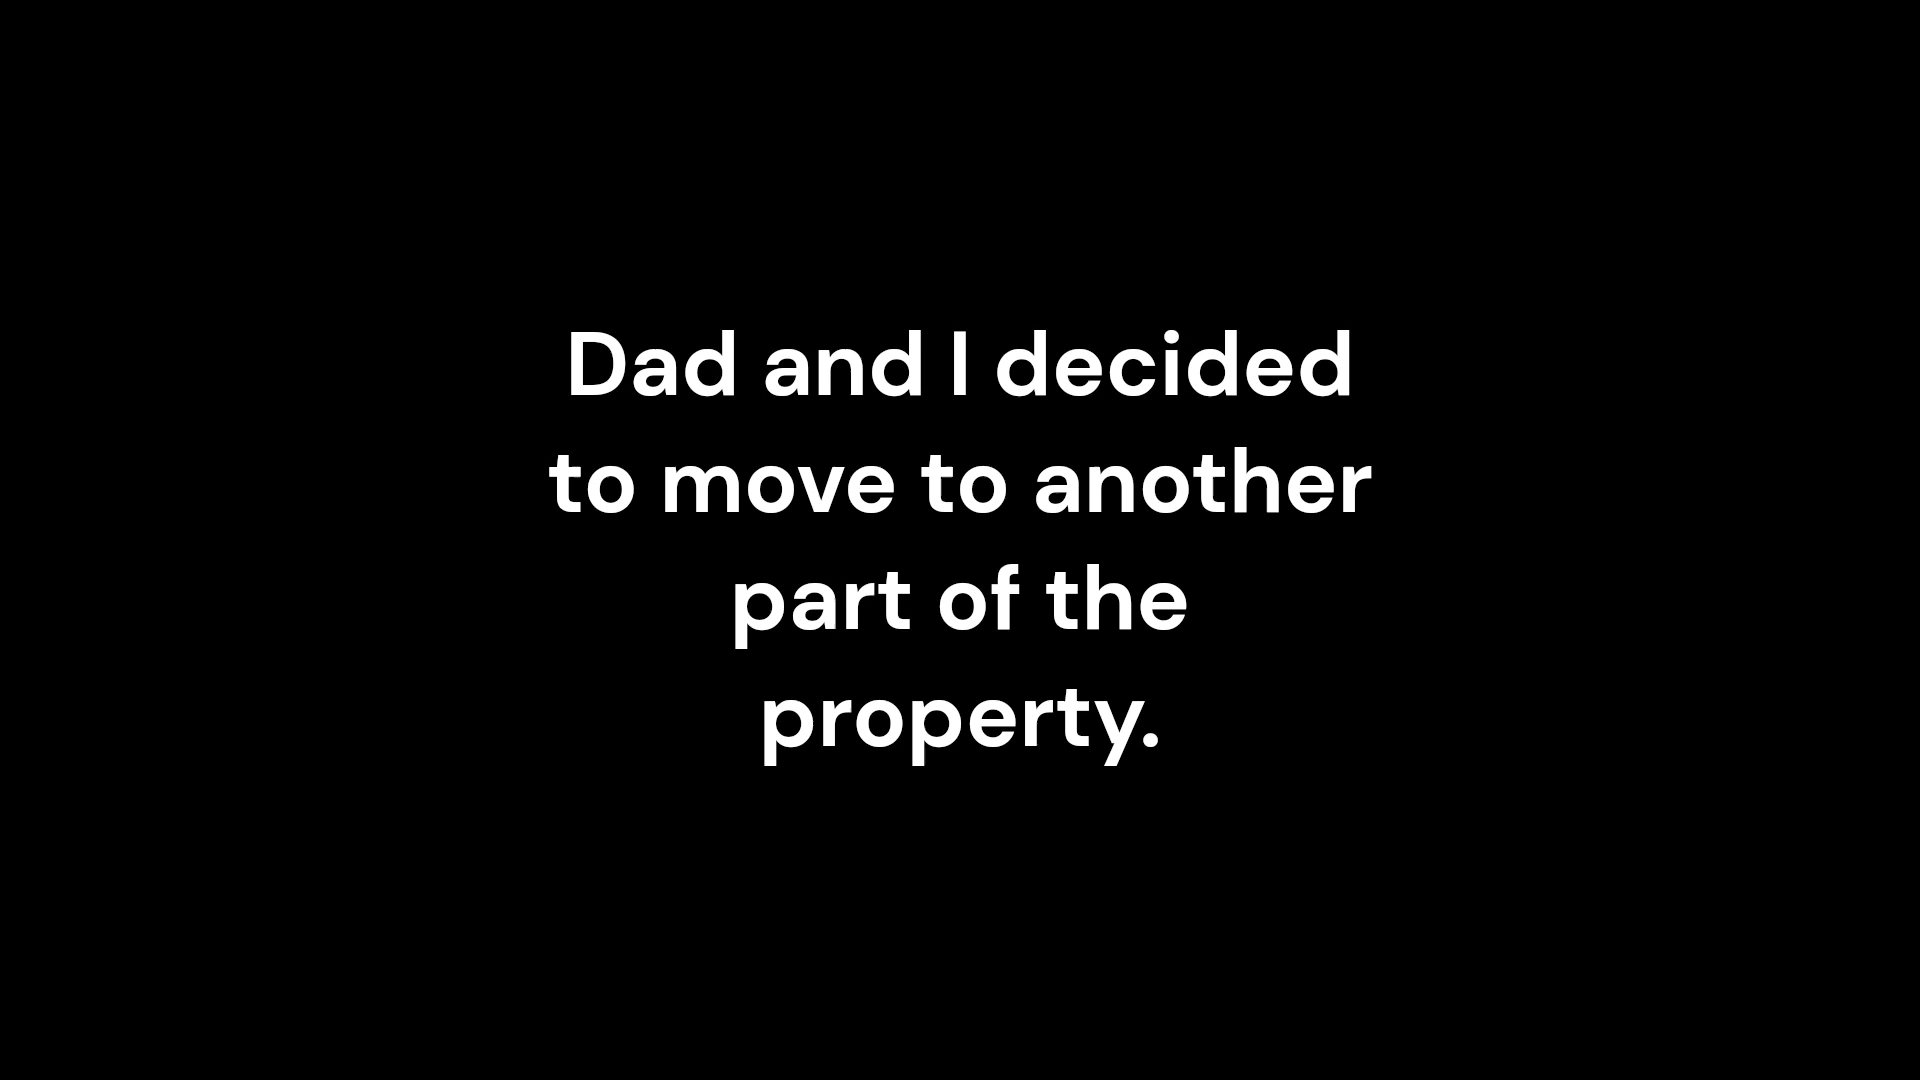 Dad and I decided
to move to another
part of the
property.